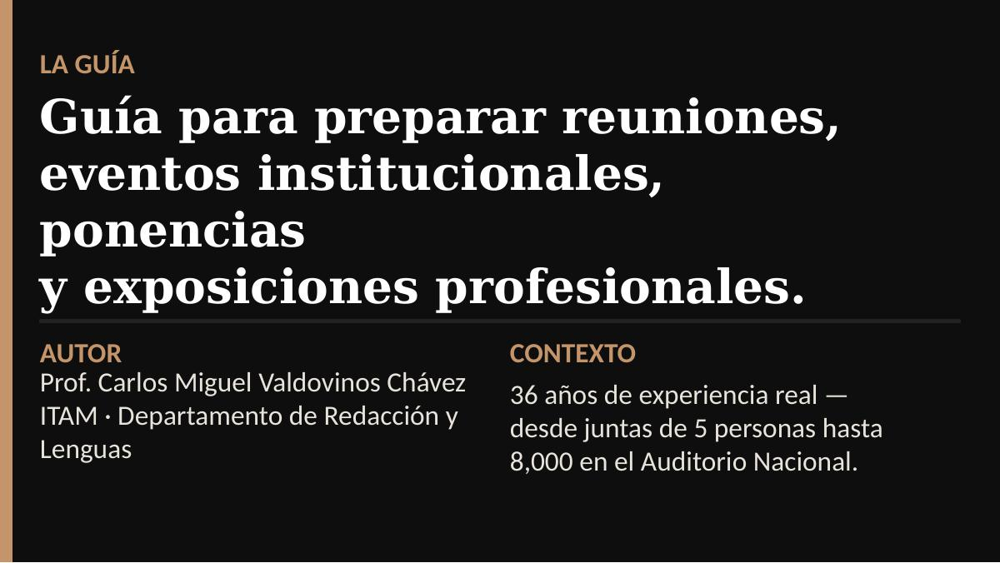 LA GUÍA
Guía para preparar reuniones,
eventos institucionales,
ponencias
y exposiciones profesionales.
AUTOR
Prof. Carlos Miguel Valdovinos Chávez
ITAM · Departamento de Redacción y
Lenguas
CONTEXTO
36 años de experiencia real —
desde juntas de 5 personas hasta
8,000 en el Auditorio Nacional.